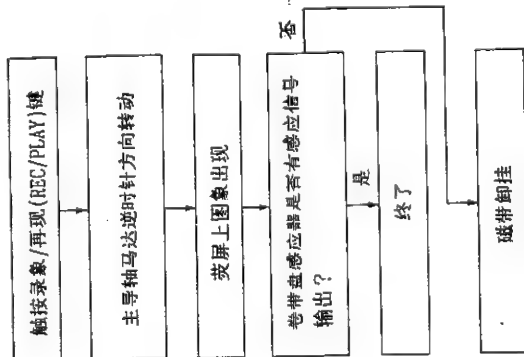 触按录象/再现(REC/PLAY)键
主导轴马达逆时针方向转动
荧屏上图象出现
卷带盘感应器是否有感应信号
输出?
是
否
终了
磁带卸挂